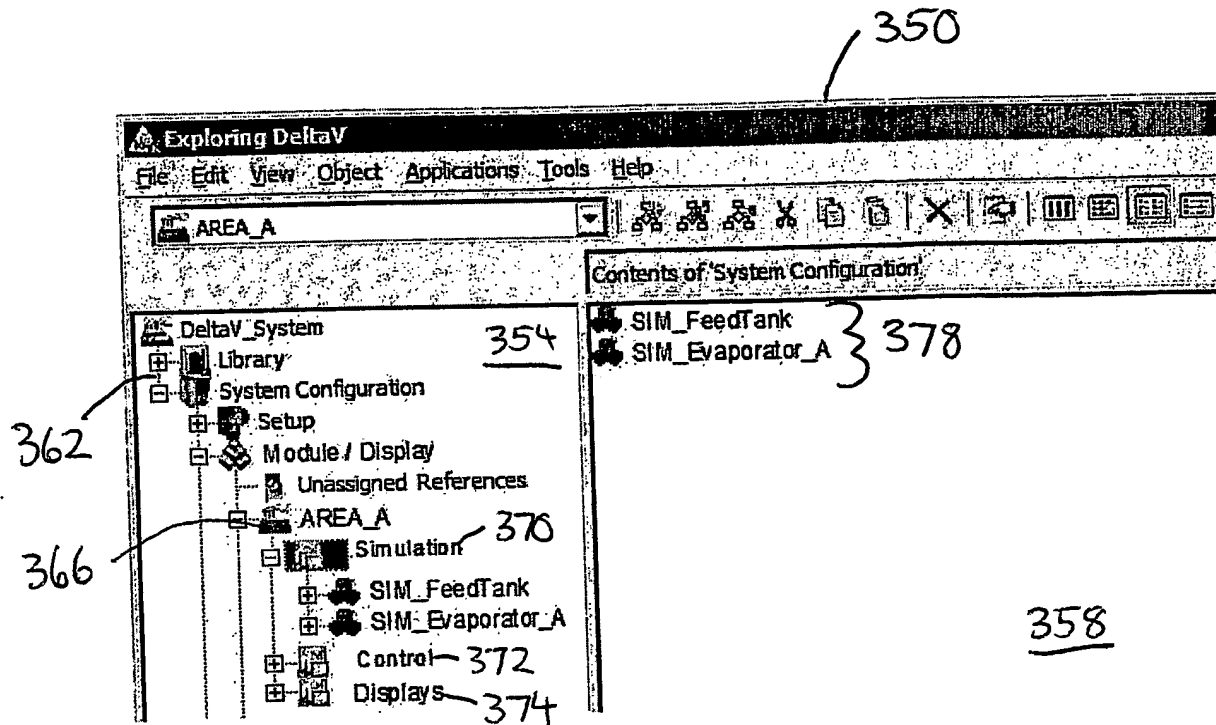 350
Exploring DeltaV
File Edit View Object Applications Tools Help
AREA_A
Contents of 'System Configuration'
DeltaV_System
354
Library
System Configuration
Setup
Module / Display
Unassigned References
AREA_A
Simulation 370
SIM_FeedTank
SIM_Evaporator_A
Control 372
Displays 374
362
366
SIM_FeedTank
SIM_Evaporator_A
378
358